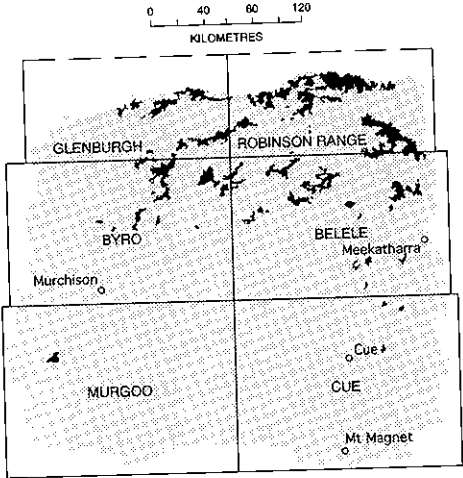 0 40 60 120
KILOMETRES
GLENBURGH
ROBINSON RANGE
BYRO
BELELE
Meekatharra
Murchison
Cue
MURGOO
CUE
Mt Magnet